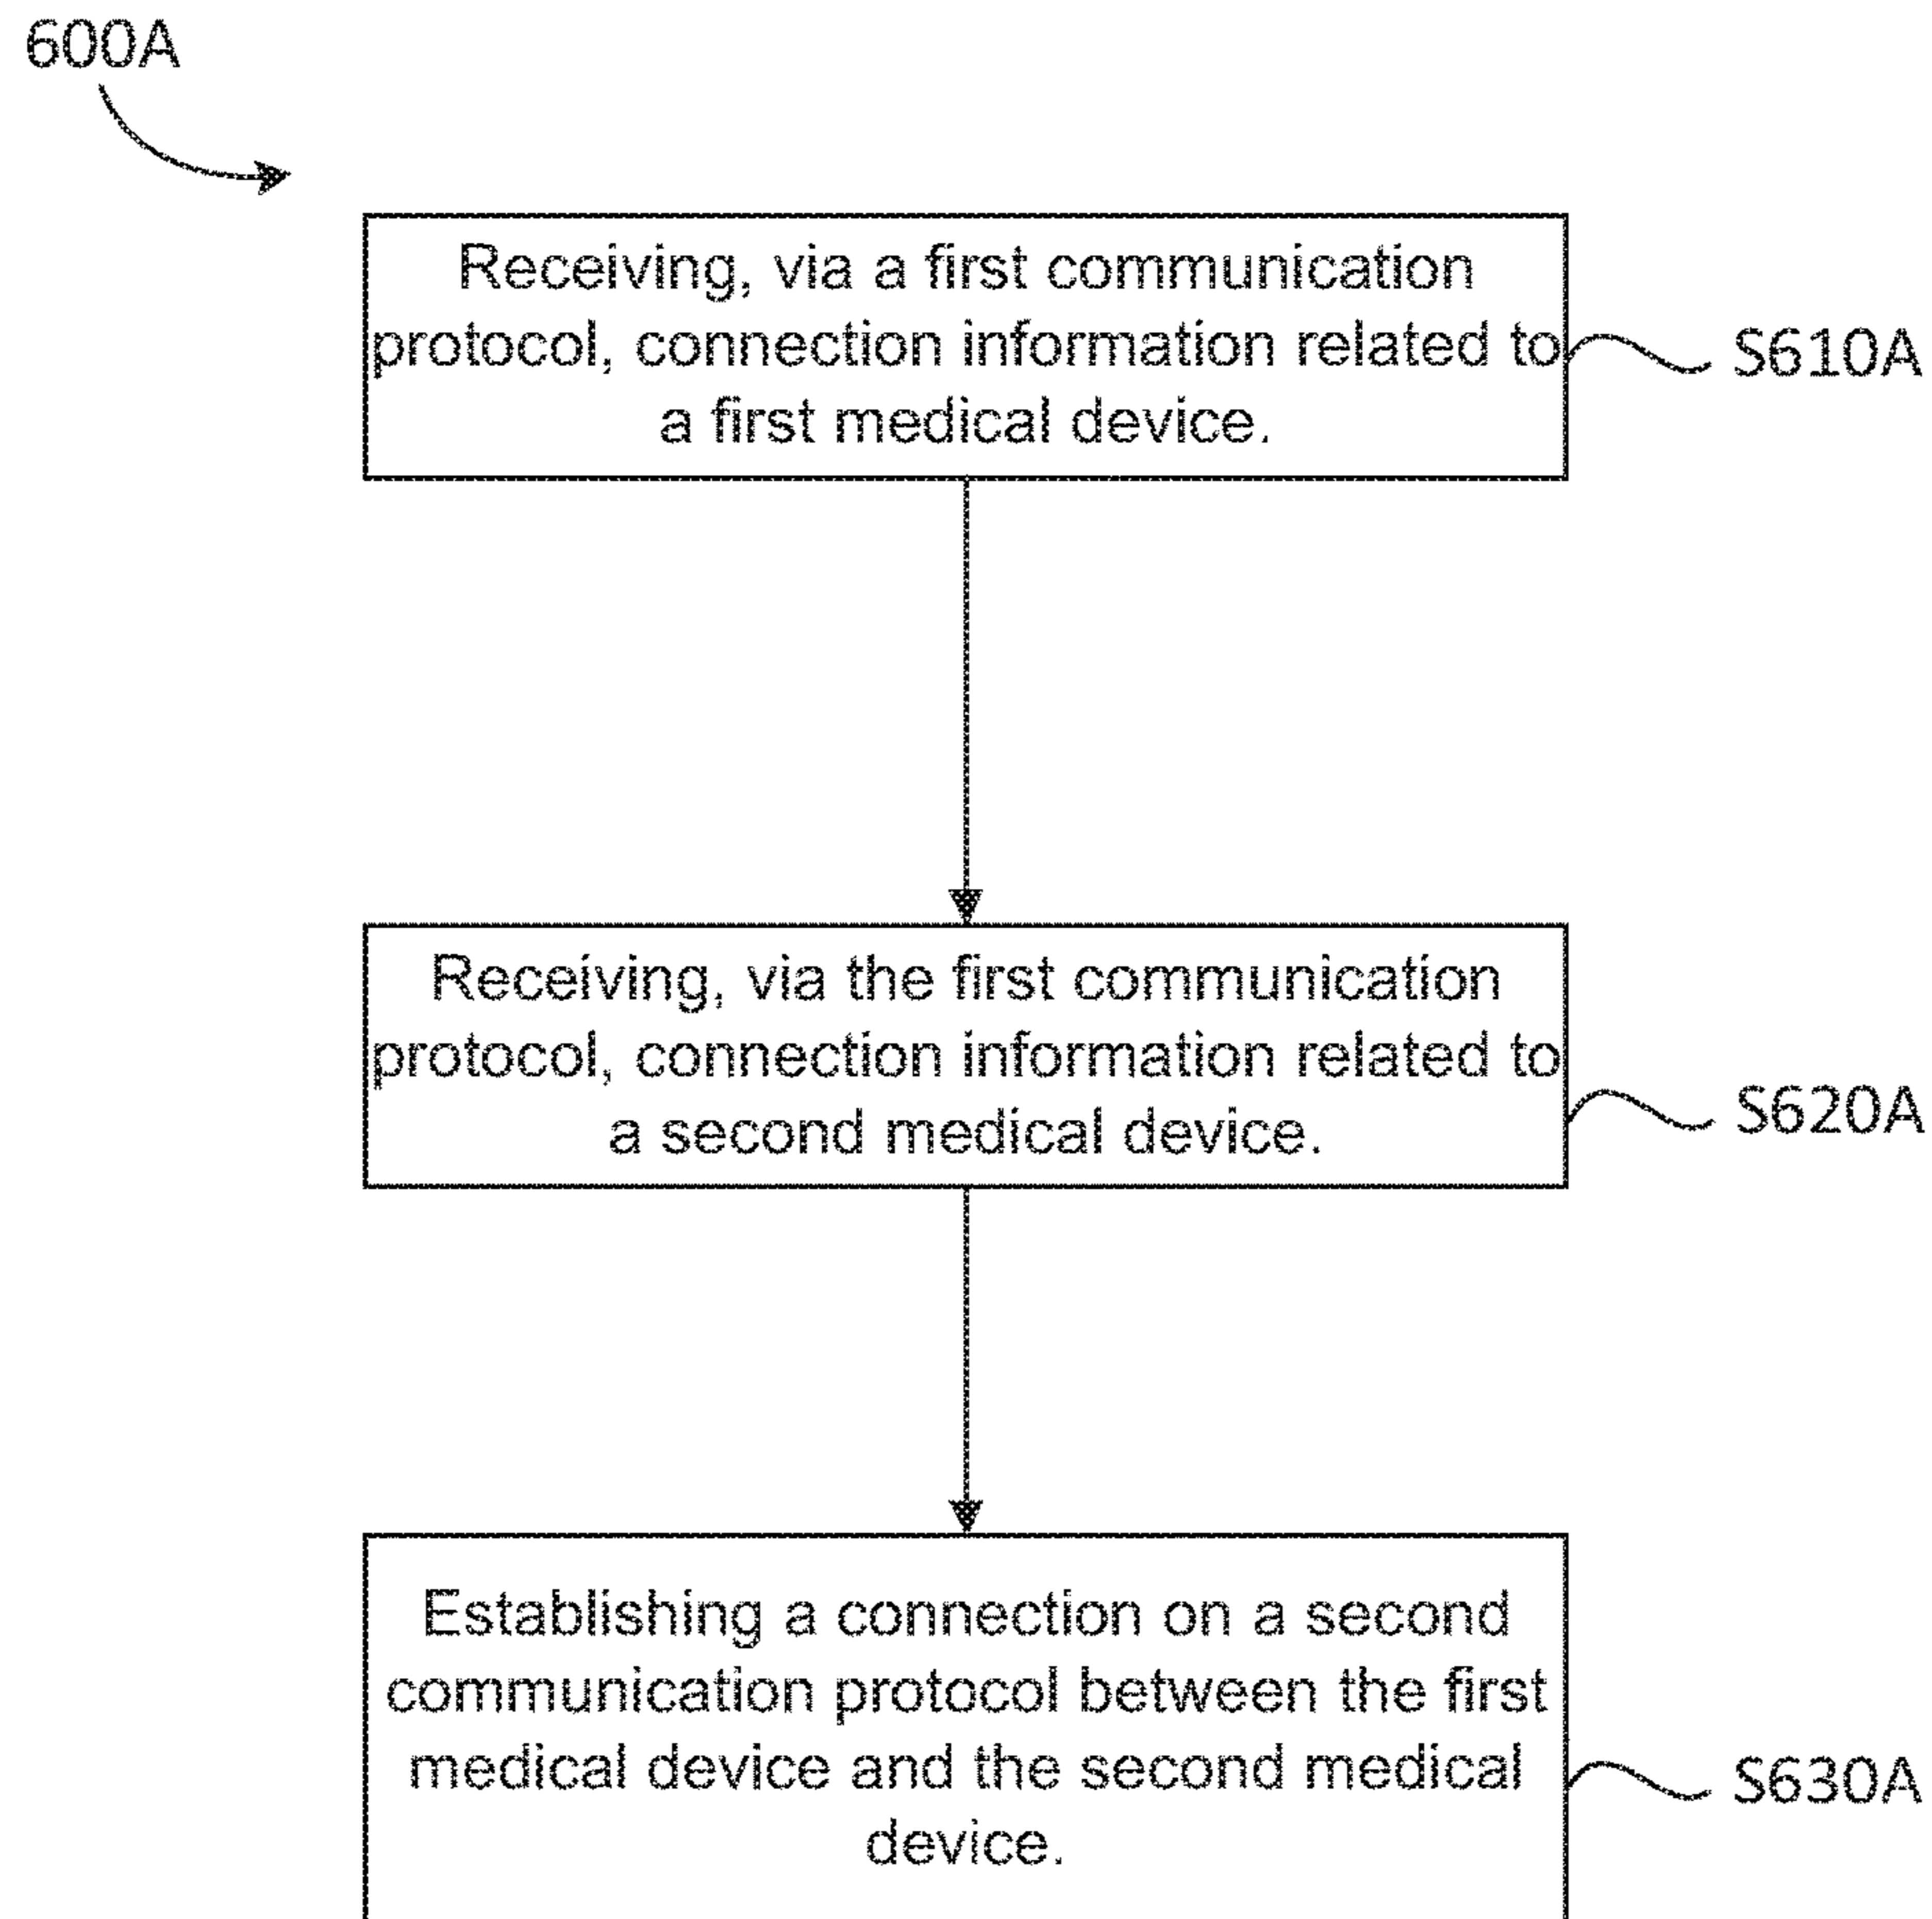 600A
Receiving, via a first communication
protocol, connection information related to
a first medical device.
S610A
Receiving, via the first communication
protocol, connection information related to
a second medical device.
S620A
Establishing a connection on a second
communication protocol between the first
medical device and the second medical
device.
S630A